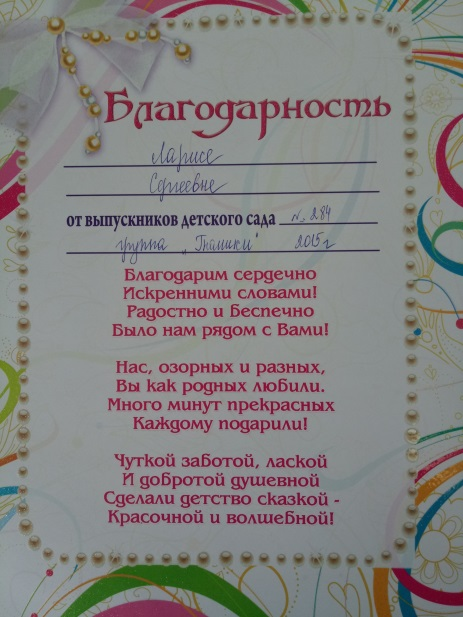 Благодарность
Ларисе
Сергеевне
от выпускников детского сада № 284
группа „Гномики" 2015 г
Благодарим сердечно
Искренними словами!
Радостно и беспечно
Было нам рядом с Вами!
Нас, озорных и разных,
Вы как родных любили.
Много минут прекрасных
Каждому подарили!
Чуткой заботой, лаской
И добротой душевной
Сделали детство сказкой -
Красочной и волшебной!